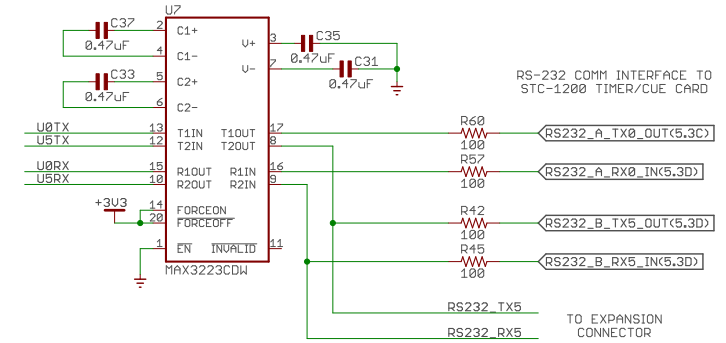 U7
C37
0.47uF
C33
0.47uF
C35
0.47uF
C31
0.47uF
2 C1+
4 C1-
5 C2+
6 C2-
V+ 3
V- 7
U0TX 13 T1IN T1OUT 17
U5TX 12 T2IN T2OUT 8
U0RX 15 R1OUT R1IN 16
U5RX 10 R2OUT R2IN 9
+3V3
14 FORCEON
20 FORCEOFF
1 EN INVALID 11
MAX3223CDW
RS-232 COMM INTERFACE TO
STC-1200 TIMER/CUE CARD
R60
100
RS232_A_TX0_OUT(5.3C)
R57
100
RS232_A_RX0_IN(5.3D)
R42
100
RS232_B_TX5_OUT(5.3D)
R45
100
RS232_B_RX5_IN(5.3D)
RS232_TX5
RS232_RX5
TO EXPANSION
CONNECTOR